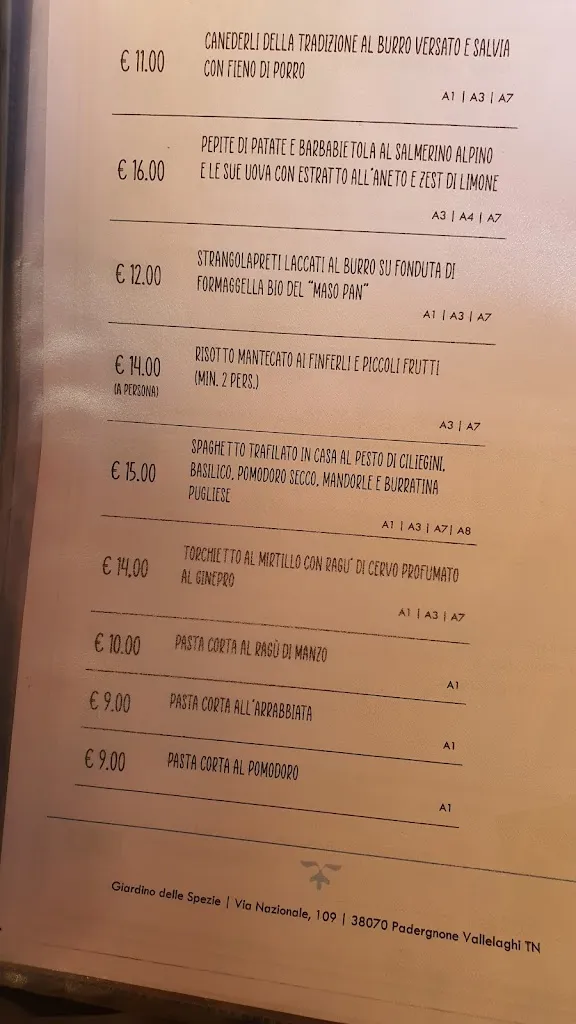 € 11.00
CANEDERLI DELLA TRADIZIONE AL BURRO VERSATO E SALVIA
CON FIENO DI PORRO
A1 | A3 | A7
€ 16.00
PEPITE DI PATATE E BARBABIETOLA AL SALMERINO ALPINO
E LE SUE UOVA CON ESTRATTO ALL'ANETO E ZEST DI LIMONE
A3 | A4 | A7
€ 12.00
STRANGOLAPRETI LACCATI AL BURRO SU FONDUTA DI
FORMAGGELLA BIO DEL "MASO PAN"
A1 | A3 | A7
€ 14.00
(A PERSONA)
RISOTTO MANTECATO AI FINFERLI E PICCOLI FRUTTI
(MIN. 2 PERS.)
A3 | A7
€ 15.00
SPAGHETTO TRAFILATO IN CASA AL PESTO DI CILIEGINI,
BASILICO, POMODORO SECCO, MANDORLE E BURRATINA
PUGLIESE
A1 | A3 | A7| A8
€ 14.00
TORCHIETTO AL MIRTILLO CON RAGU' DI CERVO PROFUMATO
AL GINEPRO
A1 | A3 | A7
€ 10.00
PASTA CORTA AL RAGÙ DI MANZO
A1
€ 9.00
PASTA CORTA ALL'ARRABBIATA
A1
€ 9.00
PASTA CORTA AL POMODORO
A1
Giardino delle Spezie | Via Nazionale, 109 | 38070 Padergnone Vallelaghi TN